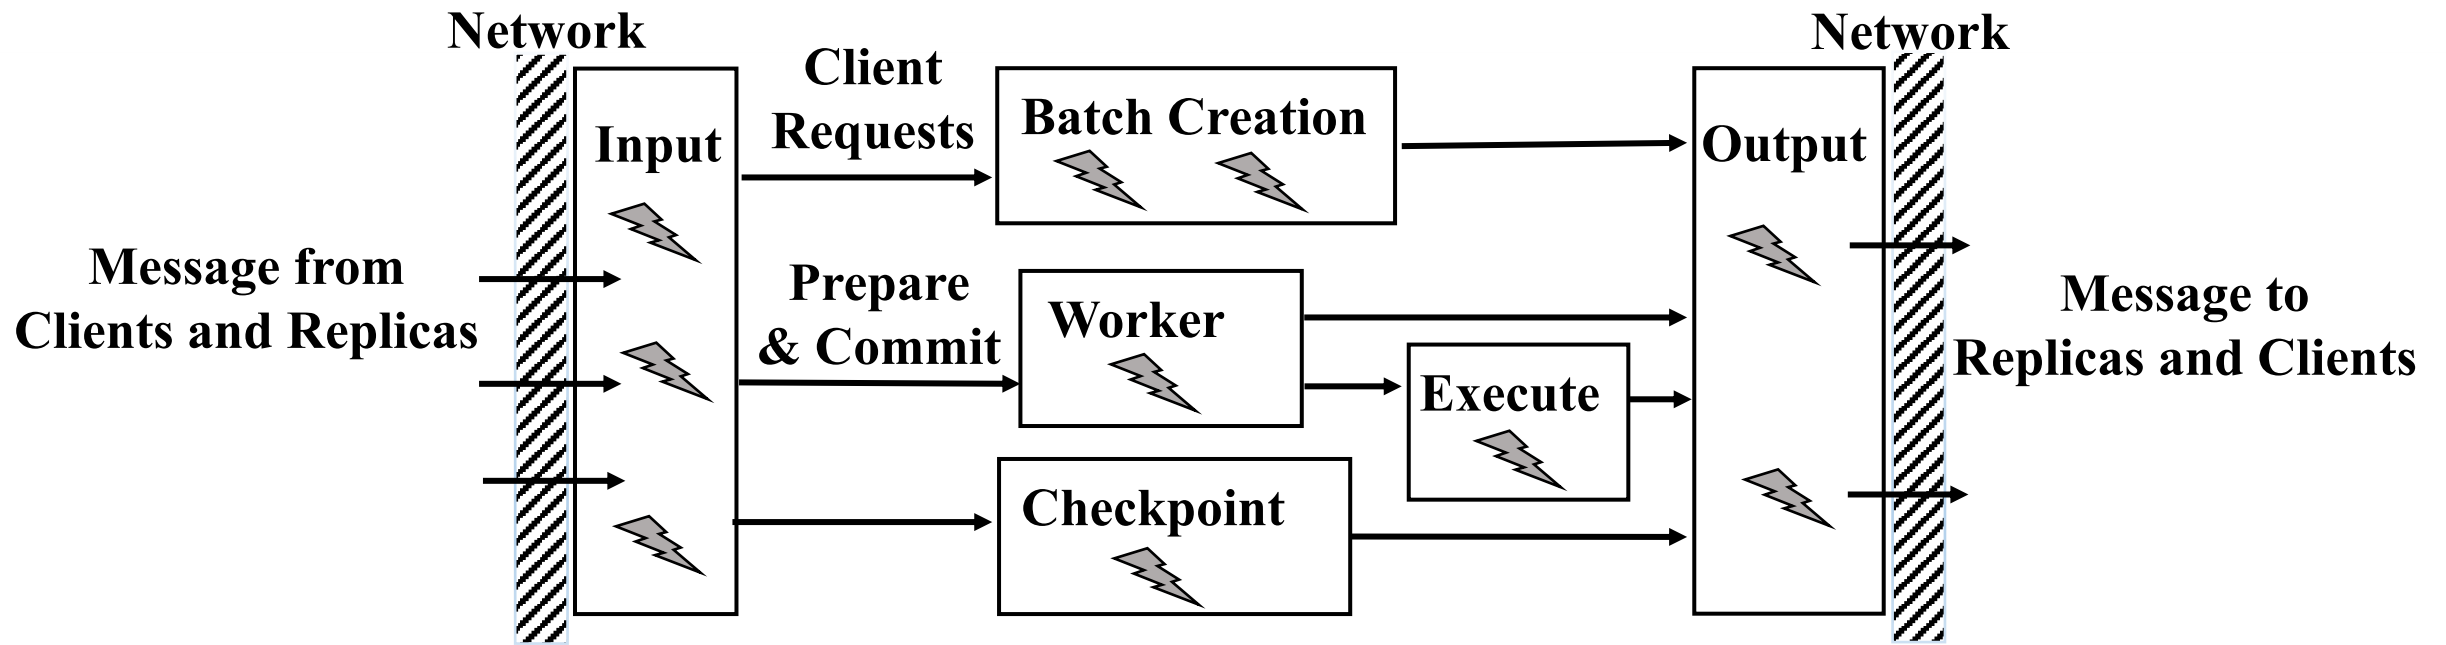 Network
Network
Client
Requests
Batch Creation
Input
Output
Message from
Clients and Replicas
Prepare
& Commit
Worker
Execute
Message to
Replicas and Clients
Checkpoint